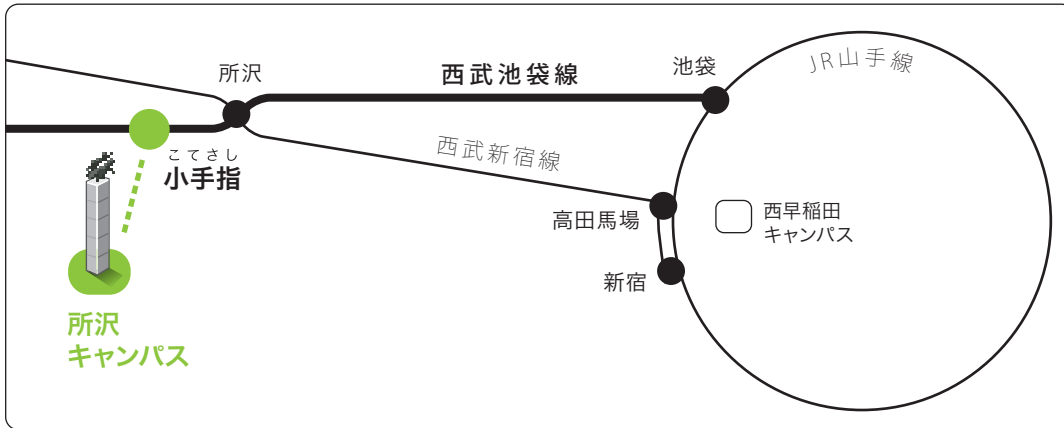 JR山手線
池袋
西武池袋線
所沢
西武新宿線
こてさし
小手指
高田馬場
西早稲田
キャンパス
新宿
所沢
キャンパス